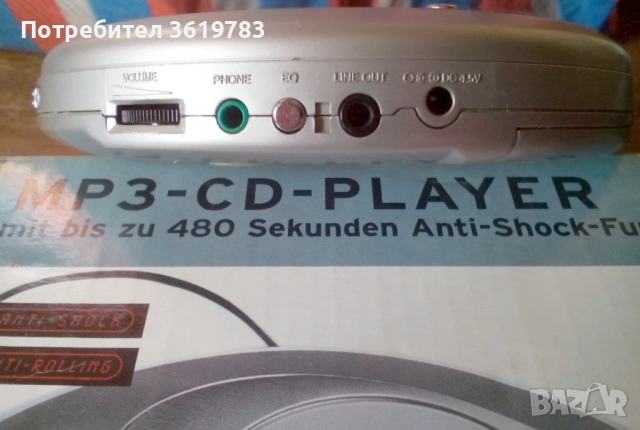 Потребител 3619783
VOLUME PHONE EQ LINE OUT DC 4.5V
MP3-CD-PLAYER
mit bis zu 480 Sekunden Anti-Shock-Fu
ANTI-SHOCK
NTI-ROLLING
BAZAR